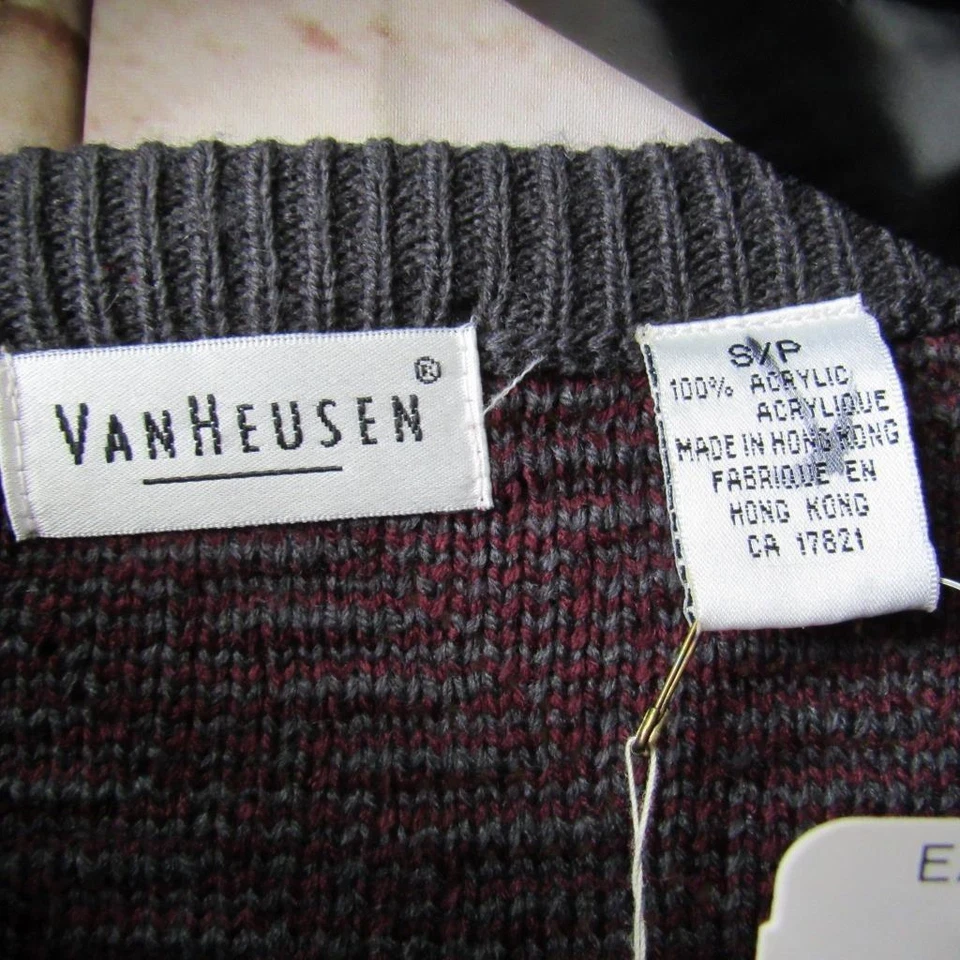 VANHEUSEN®
S/P
100% ACRYLIC
ACRYLIQUE
MADE IN HONG KONG
FABRIQUE EN
HONG KONG
CA 17821